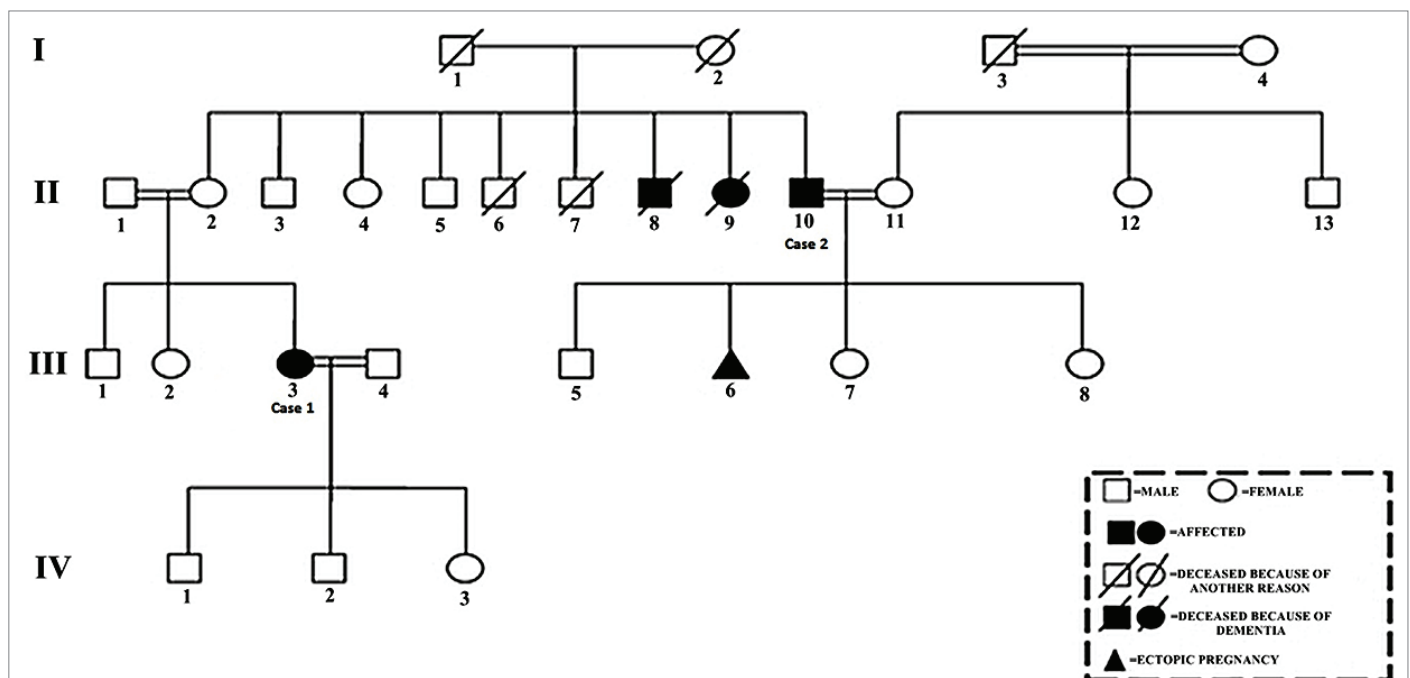 I
1 2 3 4
II
1 2 3 4 5 6 7 8 9 10 11 12 13
Case 2
III
1 2 3 4 5 6 7 8
Case 1
=MALE =FEMALE
=AFFECTED
=DECEASED BECAUSE OF
ANOTHER REASON
=DECEASED BECAUSE OF
DEMENTIA
=ECTOPIC PREGNANCY
IV
1 2 3